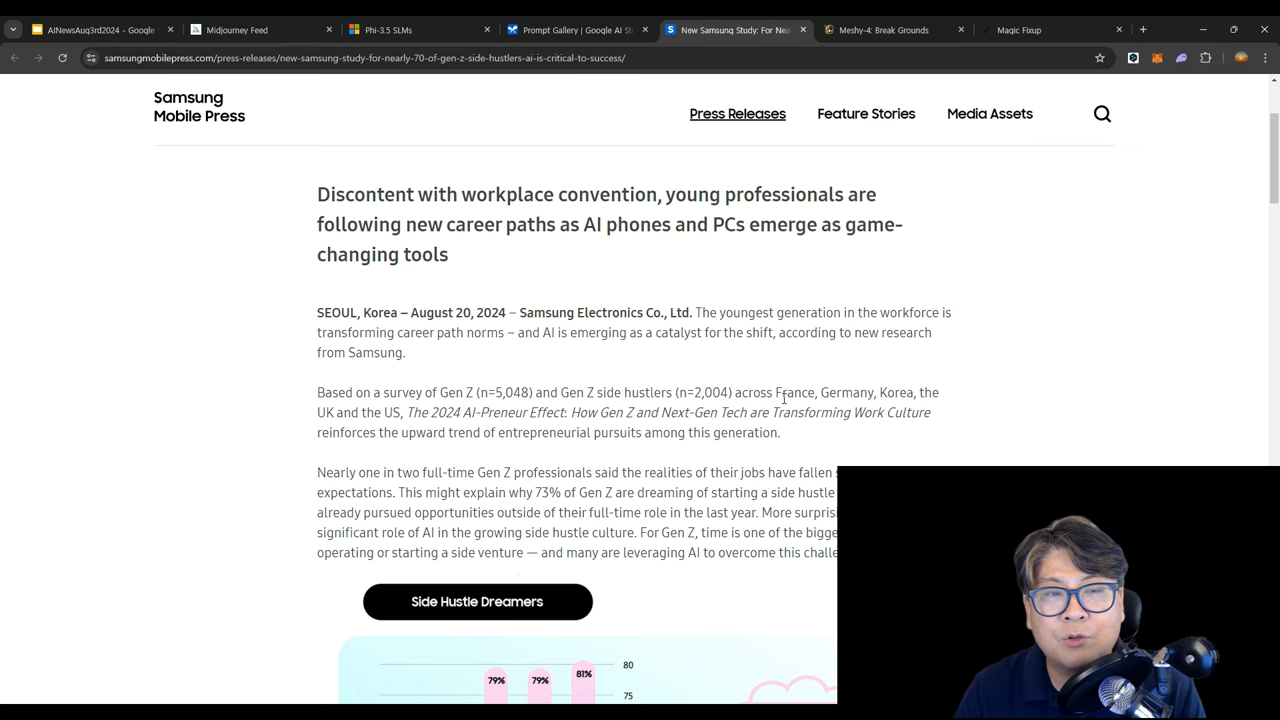 AINewsAug3rd2024 - Google
Midjourney Feed
Phi-3.5 SLMs
Prompt Gallery | Google AI St
New Samsung Study: For Nea
Meshy-4: Break Grounds
Magic Fixup
samsungmobilepress.com/press-releases/new-samsung-study-for-nearly-70-of-gen-z-side-hustlers-ai-is-critical-to-success/
Samsung
Mobile Press
Press Releases
Feature Stories
Media Assets
Discontent with workplace convention, young professionals are
following new career paths as AI phones and PCs emerge as game-
changing tools
SEOUL, Korea – August 20, 2024 – Samsung Electronics Co., Ltd. The youngest generation in the workforce is
transforming career path norms – and AI is emerging as a catalyst for the shift, according to new research
from Samsung.
Based on a survey of Gen Z (n=5,048) and Gen Z side hustlers (n=2,004) across France, Germany, Korea, the
UK and the US, The 2024 AI-Preneur Effect: How Gen Z and Next-Gen Tech are Transforming Work Culture
reinforces the upward trend of entrepreneurial pursuits among this generation.
Nearly one in two full-time Gen Z professionals said the realities of their jobs have fallen
expectations. This might explain why 73% of Gen Z are dreaming of starting a side hustle
already pursued opportunities outside of their full-time role in the last year. More
significant role of AI in the growing side hustle culture. For Gen Z, time is one of the
operating or starting a side venture — and many are leveraging AI to overcome this
Side Hustle Dreamers
79%
79%
81%
80
75